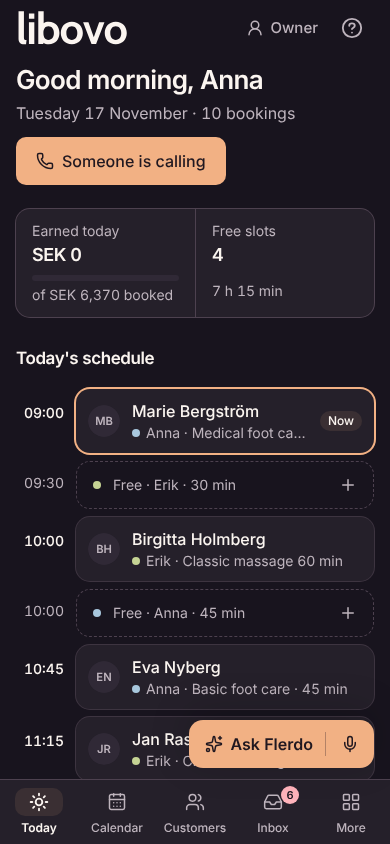 libovo
Owner
Good morning, Anna
Tuesday 17 November · 10 bookings
Someone is calling
Earned today
SEK 0
of SEK 6,370 booked
Free slots
4
7 h 15 min
Today's schedule
09:00
MB
Marie Bergström
Anna · Medical foot ca...
Now
09:30
Free · Erik · 30 min
10:00
BH
Birgitta Holmberg
Erik · Classic massage 60 min
10:00
Free · Anna · 45 min
10:45
EN
Eva Nyberg
Anna · Basic foot care · 45 min
11:15
JR
Jan Ras
Erik ·
Ask Flerdo
Today
Calendar
Customers
6
Inbox
More